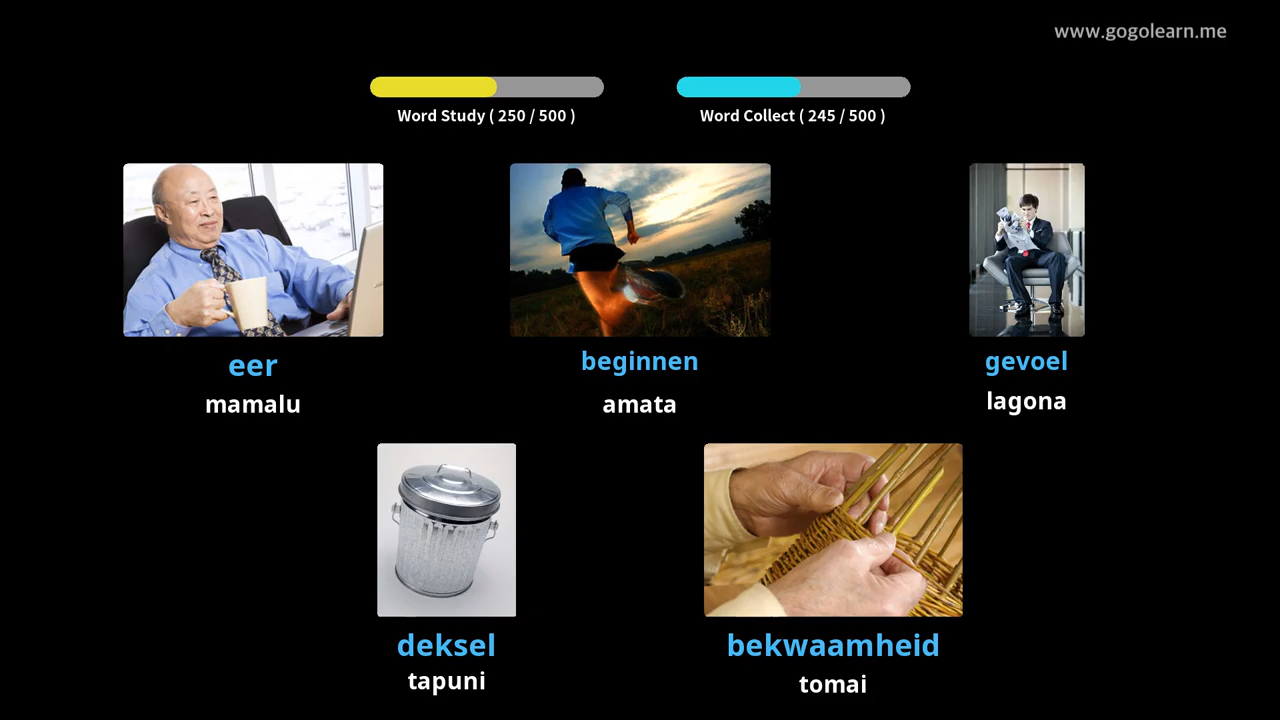 www.gogolearn.me
Word Study ( 250 / 500 )
Word Collect ( 245 / 500 )
eer
mamalu
beginnen
amata
gevoel
lagona
deksel
tapuni
bekwaamheid
tomai